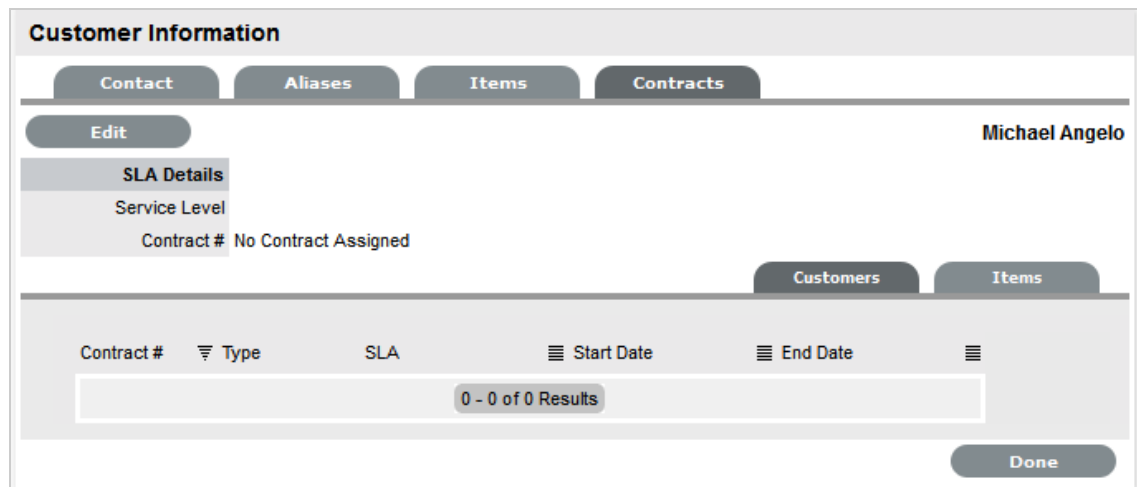 Customer Information
Contact Aliases Items Contracts
Edit Michael Angelo
SLA Details
Service Level
Contract # No Contract Assigned
Customers Items
Contract # Type SLA Start Date End Date
0 - 0 of 0 Results
Done